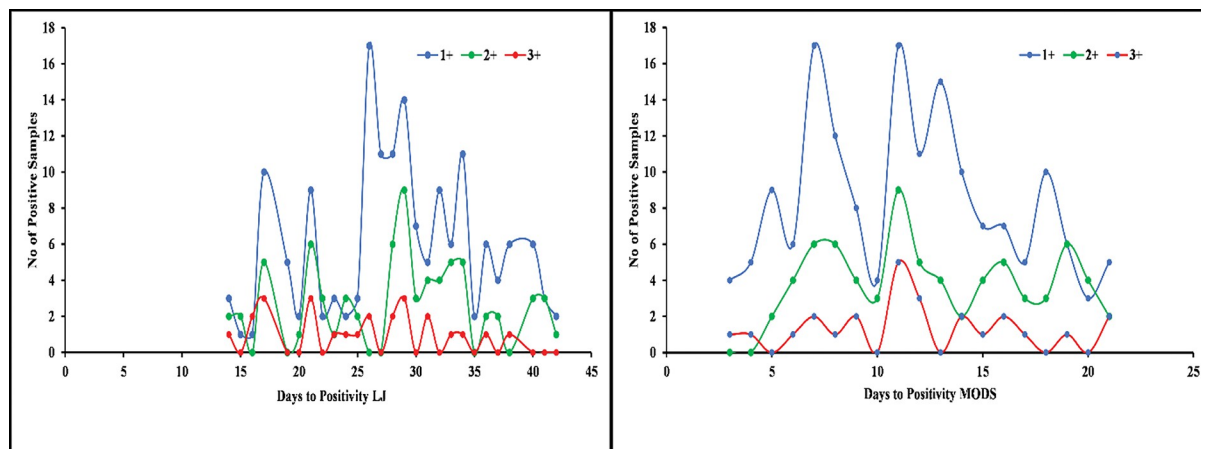 18
16
14
12
10
8
6
4
2
0
No of Positive Samples
1+ 2+ 3+
0 5 10 15 20 25 30 35 40 45
Days to Positivity LJ
18
16
14
12
10
8
6
4
2
0
No of Positive Samples
1+ 2+ 3+
0 5 10 15 20 25
Days to Positivity MODS